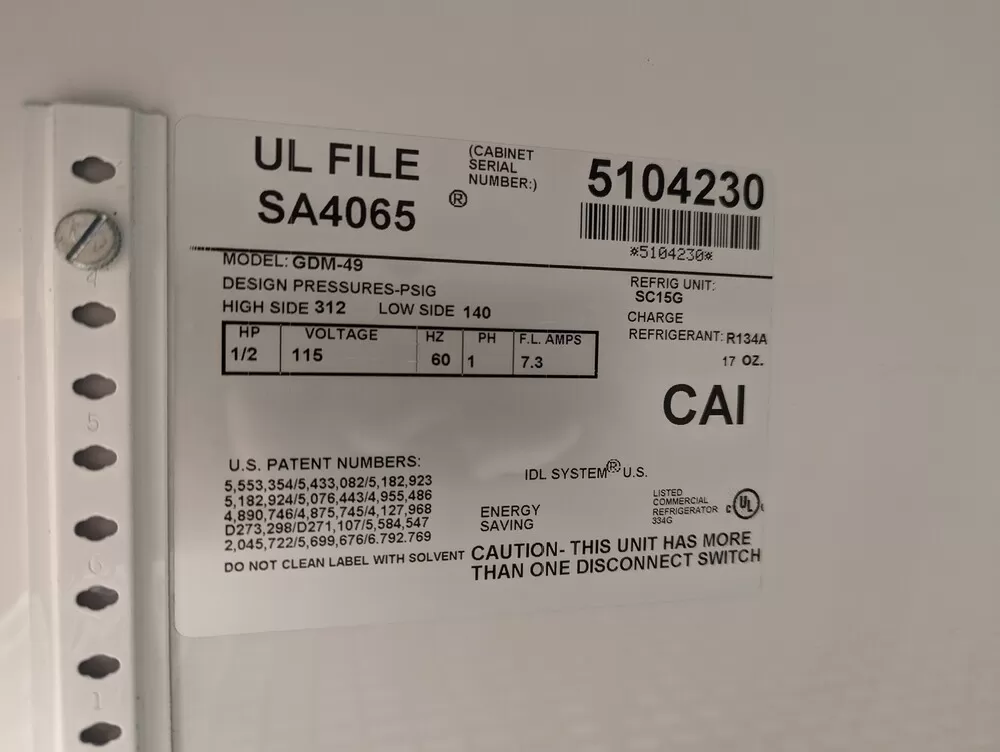 UL FILE
SA4065 ®
(CABINET
SERIAL
NUMBER:)
5104230
*5104230*
MODEL: GDM-49
DESIGN PRESSURES-PSIG
HIGH SIDE 312 LOW SIDE 140
REFRIG UNIT:
SC15G
CHARGE
REFRIGERANT: R134A
17 OZ.
HP VOLTAGE HZ PH F.L. AMPS
1/2 115 60 1 7.3
CAI
U.S. PATENT NUMBERS:
5,553,354/5,433,082/5,182,923
5,182,924/5,076,443/4,955,486
4,890,746/4,875,745/4,127,968
D273,298/D271,107/5,584,547
2,045,722/5,699,676/6.792.769
DO NOT CLEAN LABEL WITH SOLVENT
IDL SYSTEM® U.S.
ENERGY
SAVING
LISTED
COMMERCIAL
REFRIGERATOR
334G
c UL
CAUTION- THIS UNIT HAS MORE
THAN ONE DISCONNECT SWITCH
4
5
6
1